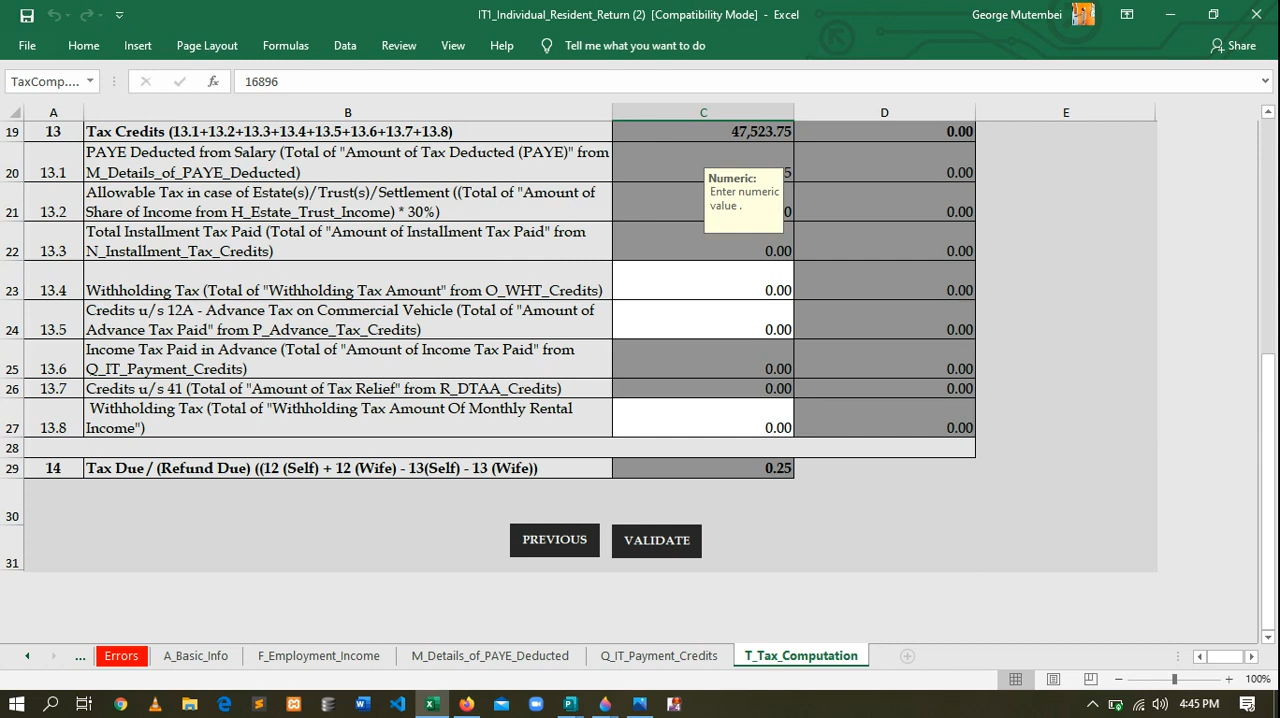 IT1_Individual_Resident_Return (2) [Compatibility Mode] - Excel
George Mutembei
File Home Insert Page Layout Formulas Data Review View Help Tell me what you want to do Share
TaxComp.... fx 16896
A B C D E
19 13 Tax Credits (13.1+13.2+13.3+13.4+13.5+13.6+13.7+13.8) 47,523.75 0.00
PAYE Deducted from Salary (Total of "Amount of Tax Deducted (PAYE)" from
20 13.1 M_Details_of_PAYE_Deducted) 5 0.00
Allowable Tax in case of Estate(s)/Trust(s)/Settlement ((Total of "Amount of
21 13.2 Share of Income from H_Estate_Trust_Income) * 30%) 0 0.00
Numeric:
Enter numeric
value .
Total Installment Tax Paid (Total of "Amount of Installment Tax Paid" from
22 13.3 N_Installment_Tax_Credits) 0.00 0.00
23 13.4 Withholding Tax (Total of "Withholding Tax Amount" from O_WHT_Credits) 0.00 0.00
Credits u/s 12A - Advance Tax on Commercial Vehicle (Total of "Amount of
24 13.5 Advance Tax Paid" from P_Advance_Tax_Credits) 0.00 0.00
Income Tax Paid in Advance (Total of "Amount of Income Tax Paid" from
25 13.6 Q_IT_Payment_Credits) 0.00 0.00
26 13.7 Credits u/s 41 (Total of "Amount of Tax Relief" from R_DTAA_Credits) 0.00 0.00
Withholding Tax (Total of "Withholding Tax Amount Of Monthly Rental
27 13.8 Income") 0.00 0.00
28
29 14 Tax Due / (Refund Due) ((12 (Self) + 12 (Wife) - 13(Self) - 13 (Wife)) 0.25
30
PREVIOUS VALIDATE
31
... Errors A_Basic_Info F_Employment_Income M_Details_of_PAYE_Deducted Q_IT_Payment_Credits T_Tax_Computation
100%
4:45 PM